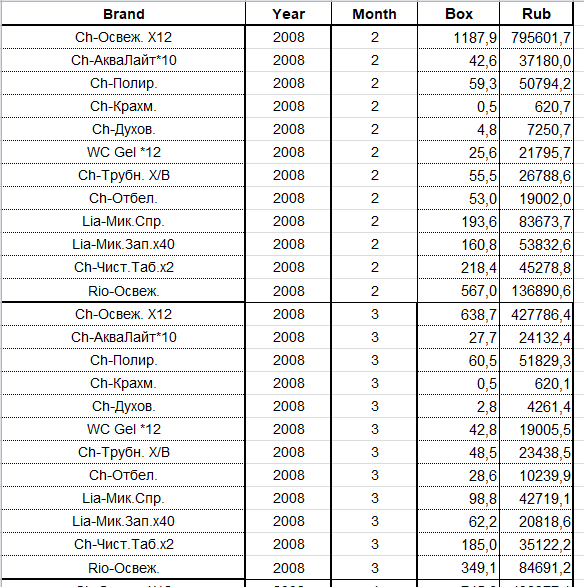 Brand Year Month Box Rub
Ch-Освеж. X12 2008 2 1187,9 795601,7
Ch-АкваЛайт*10 2008 2 42,6 37180,0
Ch-Полир. 2008 2 59,3 50794,2
Ch-Крахм. 2008 2 0,5 620,7
Ch-Духов. 2008 2 4,8 7250,7
WC Gel *12 2008 2 25,6 21795,7
Ch-Трубн. X/B 2008 2 55,5 26788,6
Ch-Отбел. 2008 2 53,0 19002,0
Lia-Мик.Спр. 2008 2 193,6 83673,7
Lia-Мик.Зап.x40 2008 2 160,8 53832,6
Ch-Чист.Таб.x2 2008 2 218,4 45278,8
Rio-Освеж. 2008 2 567,0 136890,6
Ch-Освеж. X12 2008 3 638,7 427786,4
Ch-АкваЛайт*10 2008 3 27,7 24132,4
Ch-Полир. 2008 3 60,5 51829,3
Ch-Крахм. 2008 3 0,5 620,1
Ch-Духов. 2008 3 2,8 4261,4
WC Gel *12 2008 3 42,8 19005,5
Ch-Трубн. X/B 2008 3 48,5 23438,5
Ch-Отбел. 2008 3 28,6 10239,9
Lia-Мик.Спр. 2008 3 98,8 42719,1
Lia-Мик.Зап.x40 2008 3 62,2 20818,6
Ch-Чист.Таб.x2 2008 3 185,0 35122,2
Rio-Освеж. 2008 3 349,1 84691,2